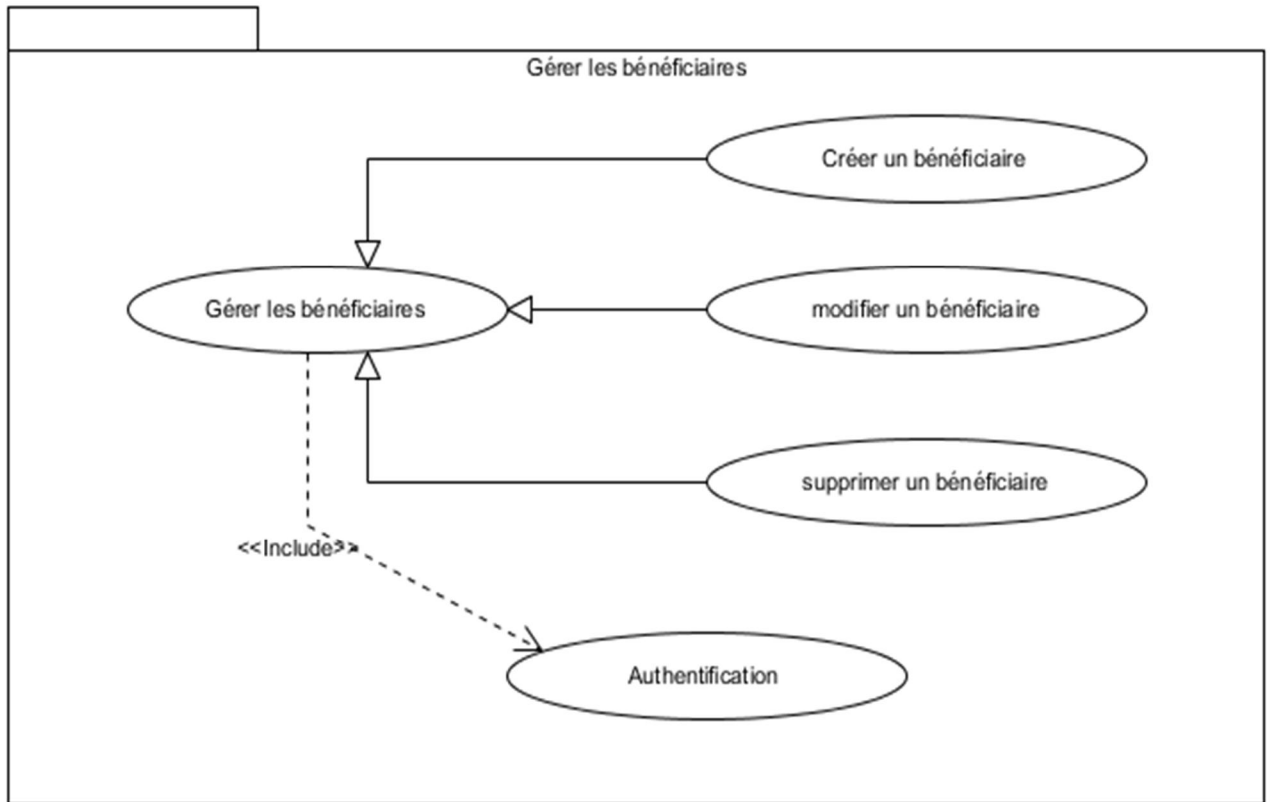 Gérer les bénéficiaires
Créer un bénéficiaire
Gérer les bénéficiaires
modifier un bénéficiaire
supprimer un bénéficiaire
<<Include>>
Authentification